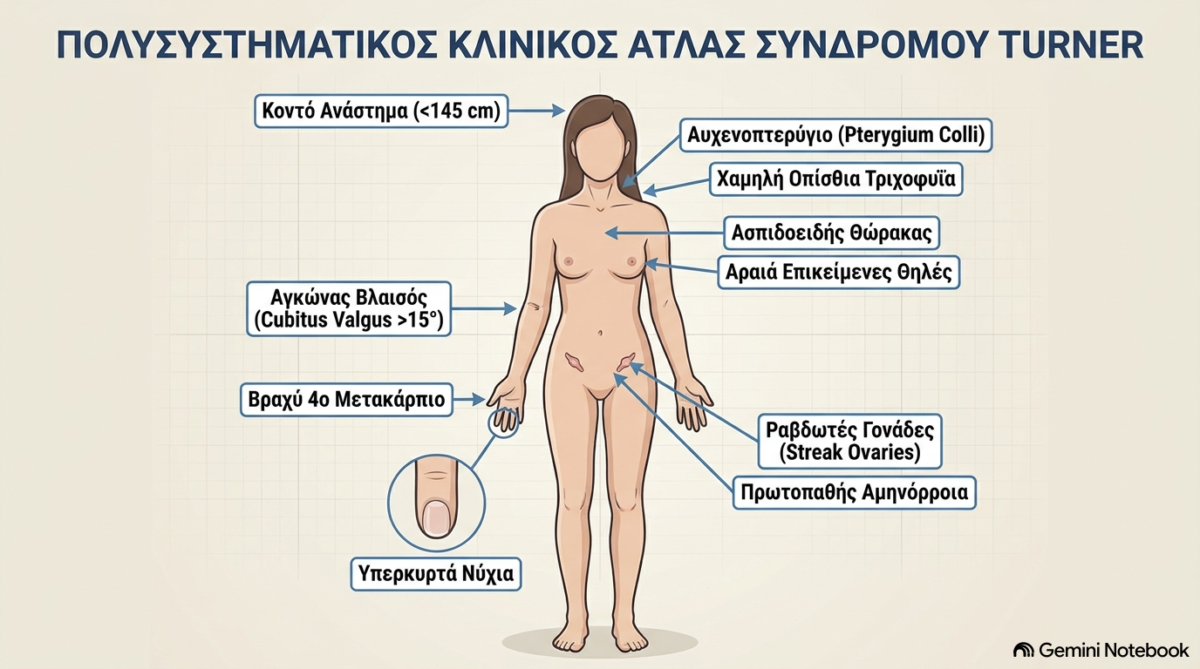 ΠΟΛΥΣΥΣΤΗΜΑΤΙΚΟΣ ΚΛΙΝΙΚΟΣ ΑΤΛΑΣ ΣΥΝΔΡΟΜΟΥ TURNER
Κοντό Ανάστημα (<145 cm)
Αυχενοπτερύγιο (Pterygium Colli)
Χαμηλή Οπίσθια Τριχοφυΐα
Ασπιδοειδής Θώρακας
Αραιά Επικείμενες Θηλές
Αγκώνας Βλαισός
(Cubitus Valgus >15°)
Βραχύ 4ο Μετακάρπιο
Ραβδωτές Γονάδες
(Streak Ovaries)
Πρωτοπαθής Αμηνόρροια
Υπερκυρτά Νύχια
Gemini Notebook